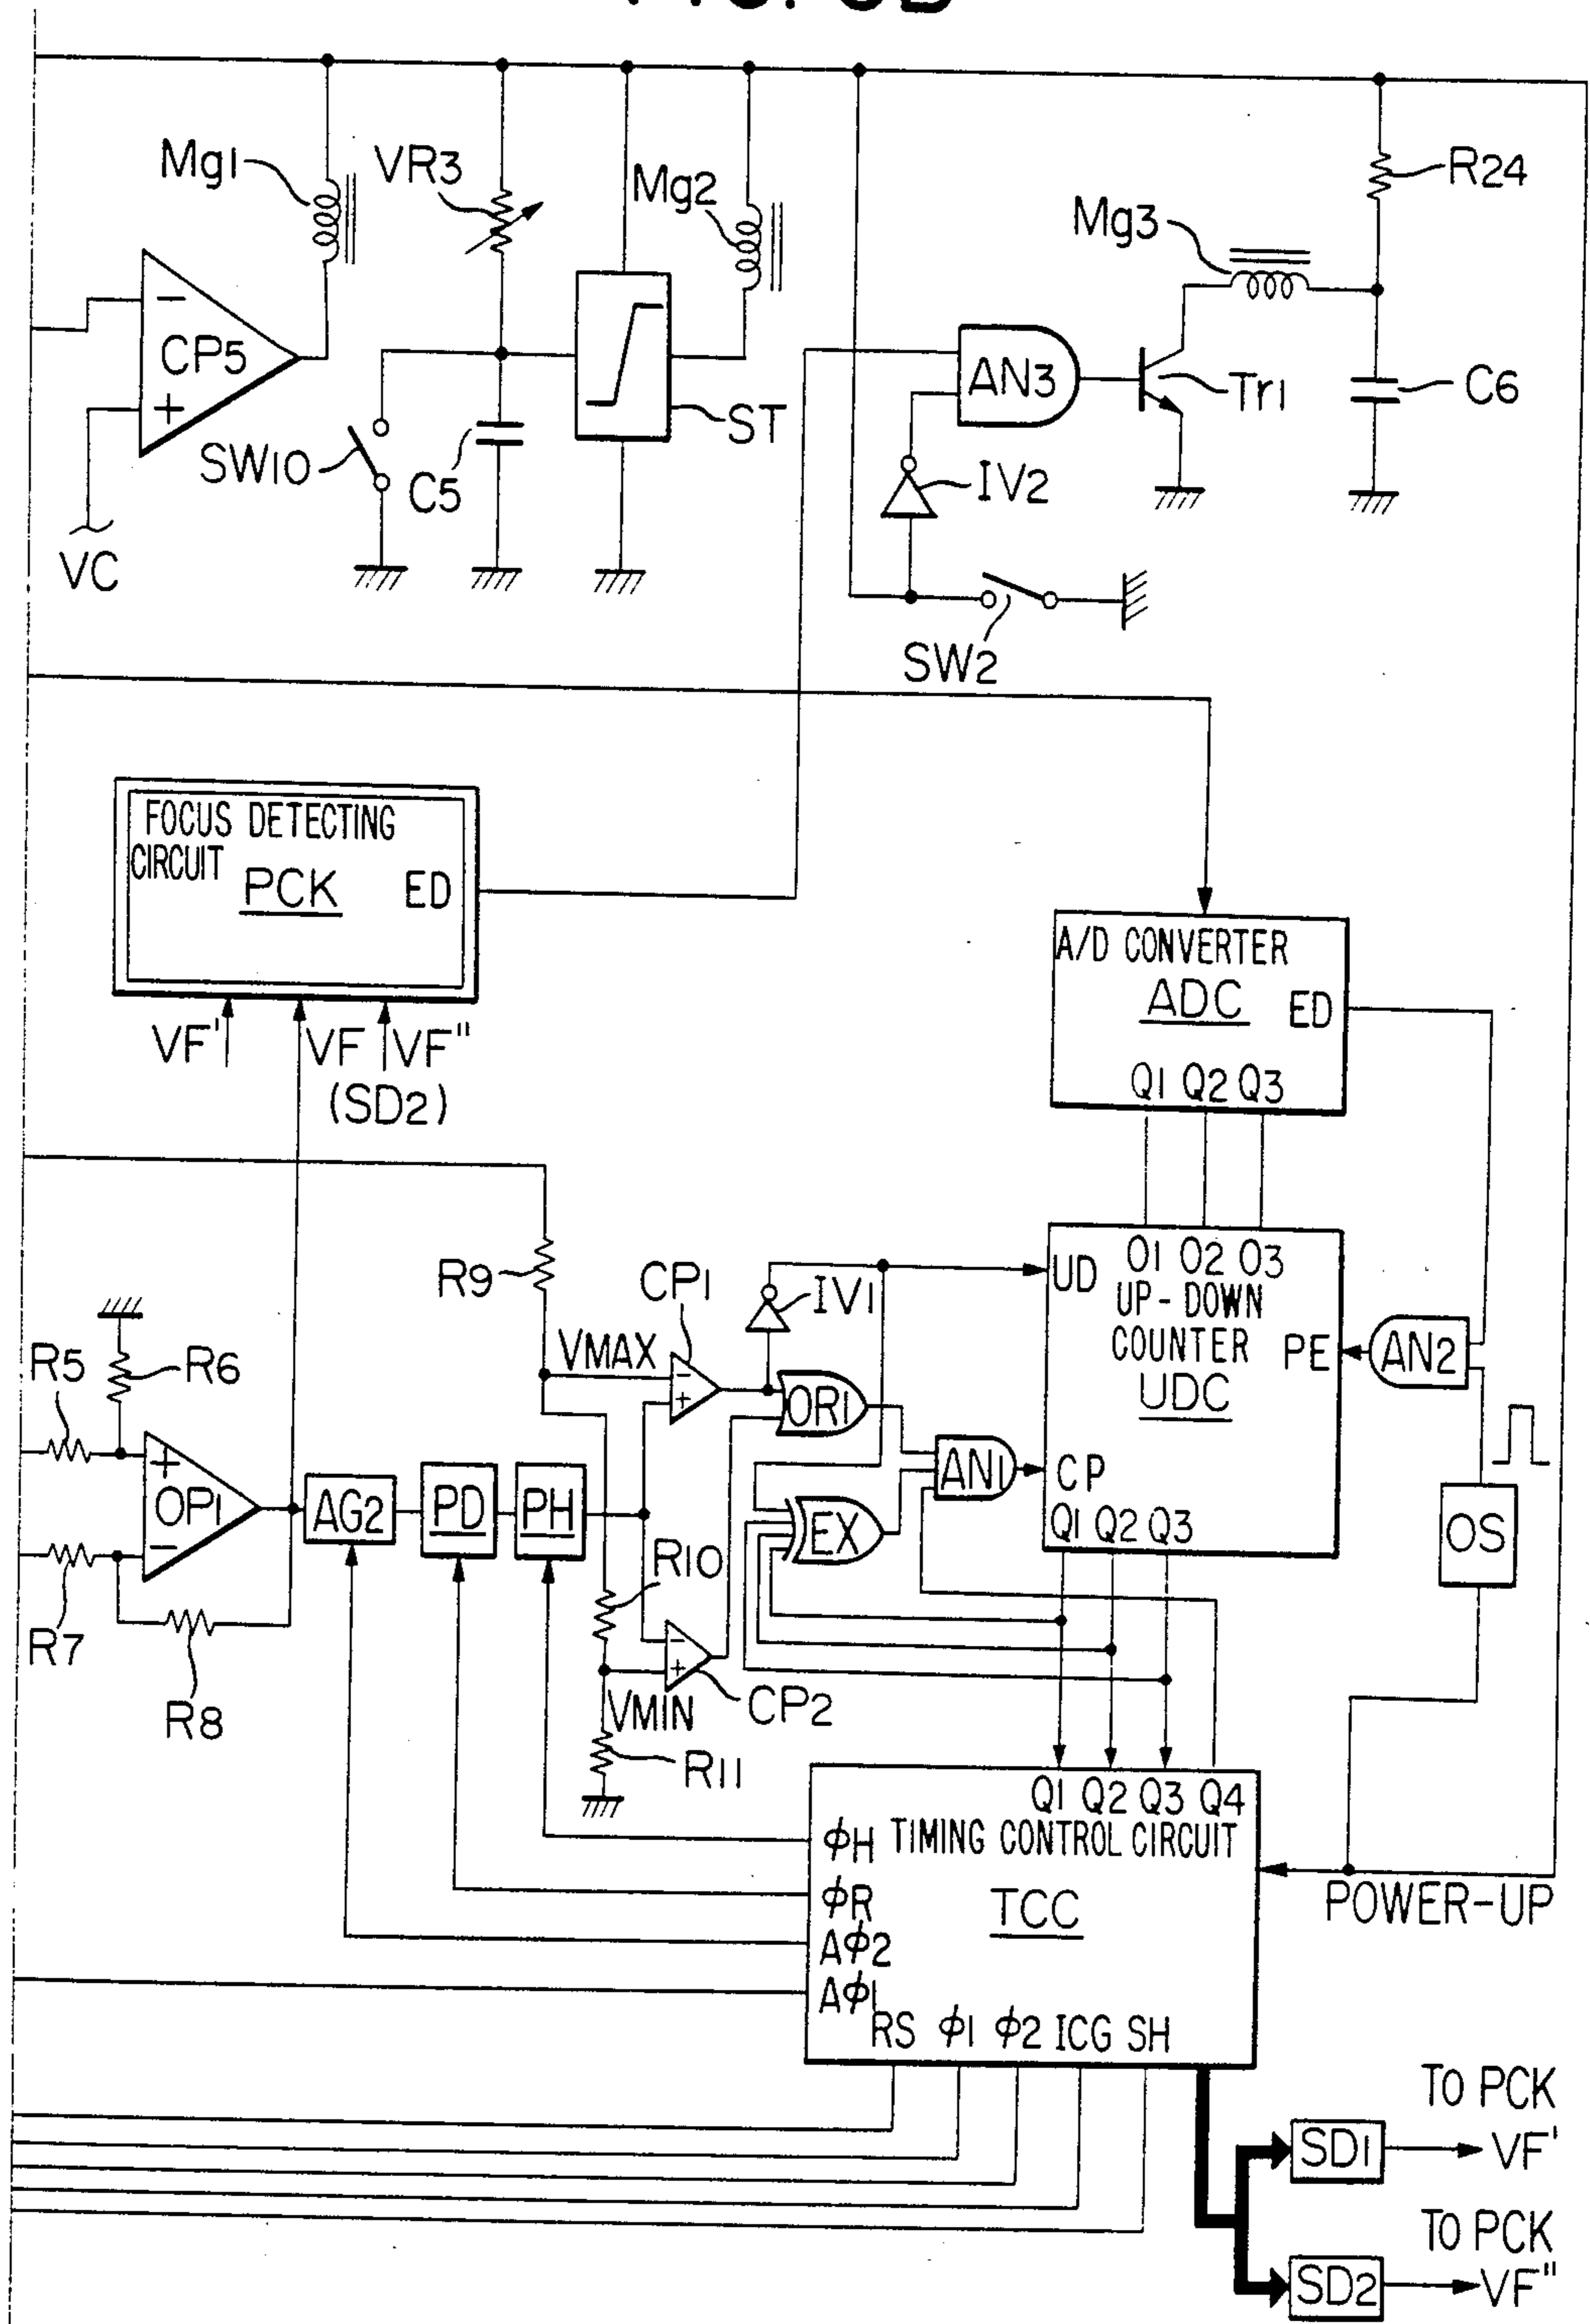 Mg1
VR3
Mg2
R24
Mg3
CP5
AN3
Tr1
C6
ST
SW10
C5
IV2
VC
SW2
FOCUS DETECTING
CIRCUIT
PCK
ED
A/D CONVERTER
ADC
ED
Q1 Q2 Q3
VF' VF VF"
(SD2)
R9
CP1
IV1
UD
O1 O2 O3
UP-DOWN
COUNTER
UDC
PE
AN2
R5
R6
VMAX
- +
OR1
AN1
CP
Q1 Q2 Q3
OP1
AG2
PD
PH
EX
OS
R10
R7
R8
- +
CP2
VMIN
R11
Q1 Q2 Q3 Q4
TIMING CONTROL CIRCUIT
TCC
ΦH
ΦR
AΦ2
AΦ1
RS Φ1 Φ2 ICG SH
POWER-UP
TO PCK
SD1
VF'
TO PCK
SD2
VF"